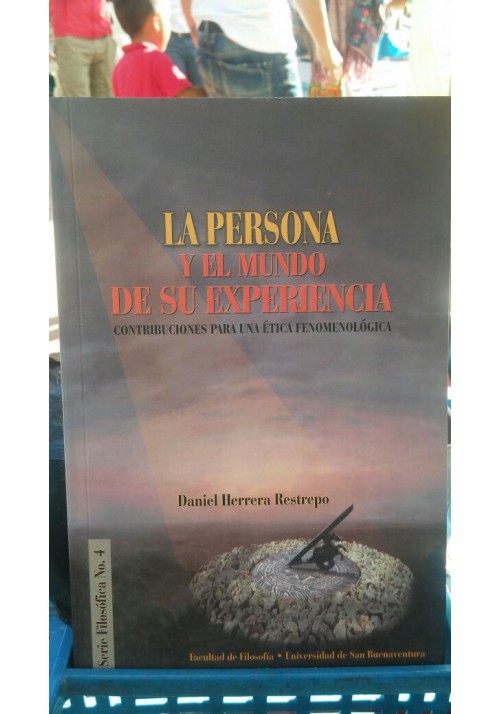 LA PERSONA
Y EL MUNDO
DE SU EXPERIENCIA
CONTRIBUCIONES PARA UNA ÉTICA FENOMENOLÓGICA
Daniel Herrera Restrepo
Serie Filosófica No. 4
Facultad de Filosofía • Universidad de San Buenaventura